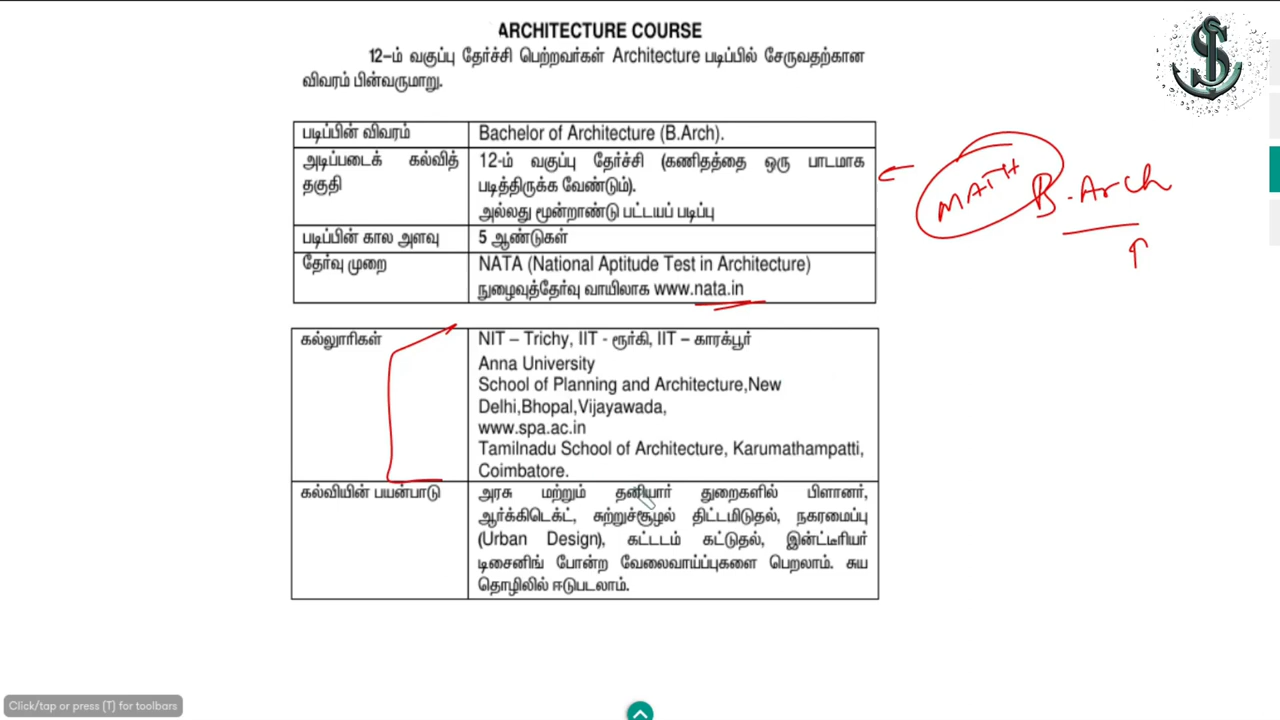 ARCHITECTURE COURSE
12-ம் வகுப்பு தேர்ச்சி பெற்றவர்கள் Architecture படிப்பில் சேருவதற்கான
விவரம் பின்வருமாறு.
படிப்பின் விவரம்
Bachelor of Architecture (B.Arch).
அடிப்படைக் கல்வித்
தகுதி
12-ம் வகுப்பு தேர்ச்சி (கணிதத்தை ஒரு பாடமாக
படித்திருக்க வேண்டும்).
அல்லது மூன்றாண்டு பட்டயப் படிப்பு
படிப்பின் கால அளவு
5 ஆண்டுகள்
தேர்வு முறை
NATA (National Aptitude Test in Architecture)
நுழைவுத்தேர்வு வாயிலாக www.nata.in
MATH
B.Arch
கல்லூரிகள்
NIT – Trichy, IIT - ரூர்கி, IIT – காரக்பூர்
Anna University
School of Planning and Architecture,New
Delhi,Bhopal,Vijayawada,
www.spa.ac.in
Tamilnadu School of Architecture, Karumathampatti,
Coimbatore.
கல்வியின் பயன்பாடு
அரசு மற்றும் தனியார் துறைகளில் பிளானர்,
ஆர்க்கிடெக்ட், சுற்றுச்சூழல் திட்டமிடுதல், நகரமைப்பு
(Urban Design), கட்டடம் கட்டுதல், இன்ட்டீரியர்
டிசைனிங் போன்ற வேலைவாய்ப்புகளை பெறலாம். சுய
தொழிலில் ஈடுபடலாம்.
Click/tap or press (T) for toolbars